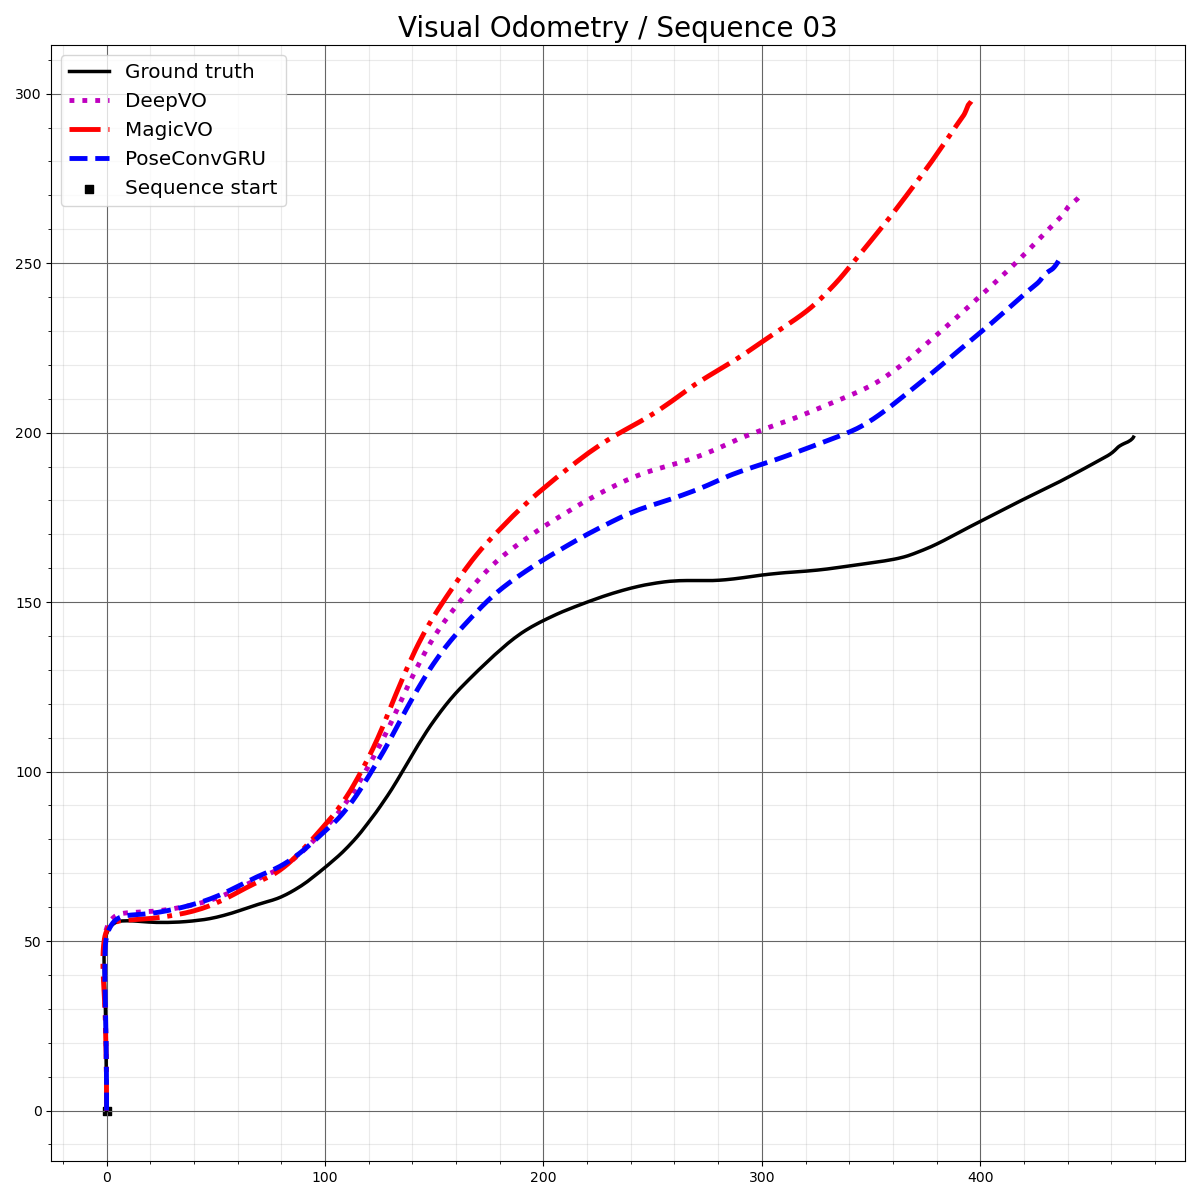 Visual Odometry / Sequence 03
Ground truth
DeepVO
MagicVO
PoseConvGRU
Sequence start
300
250
200
150
100
50
0
0 100 200 300 400